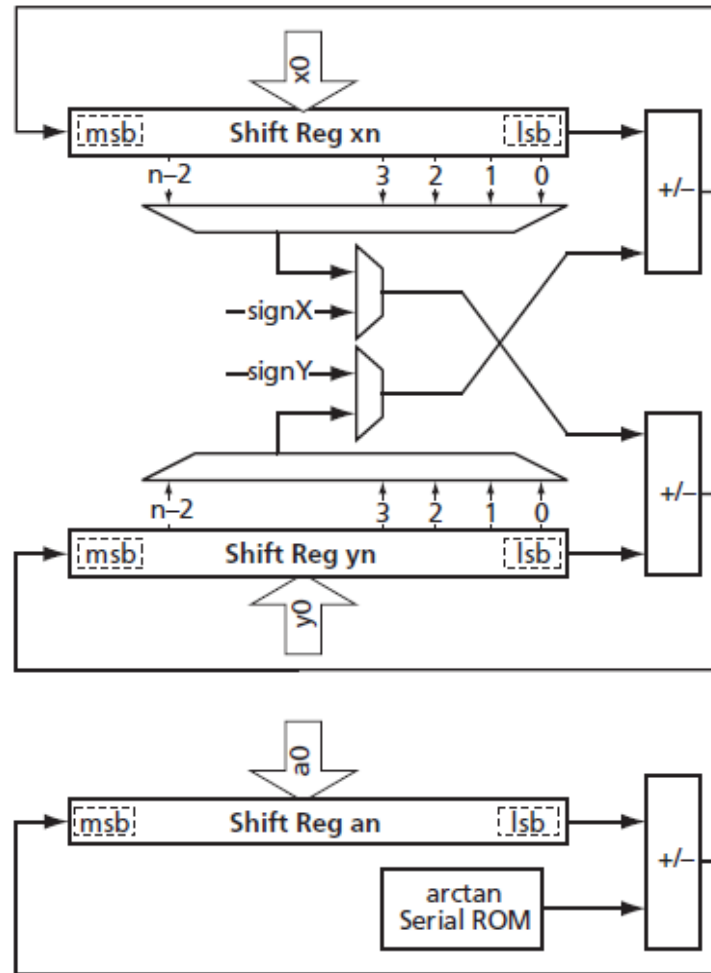 x0
msb Shift Reg xn lsb
n–2 3 2 1 0
+/–
signX
signY
n–2 3 2 1 0
+/–
msb Shift Reg yn lsb
y0
a0
msb Shift Reg an lsb
+/–
arctan
Serial ROM